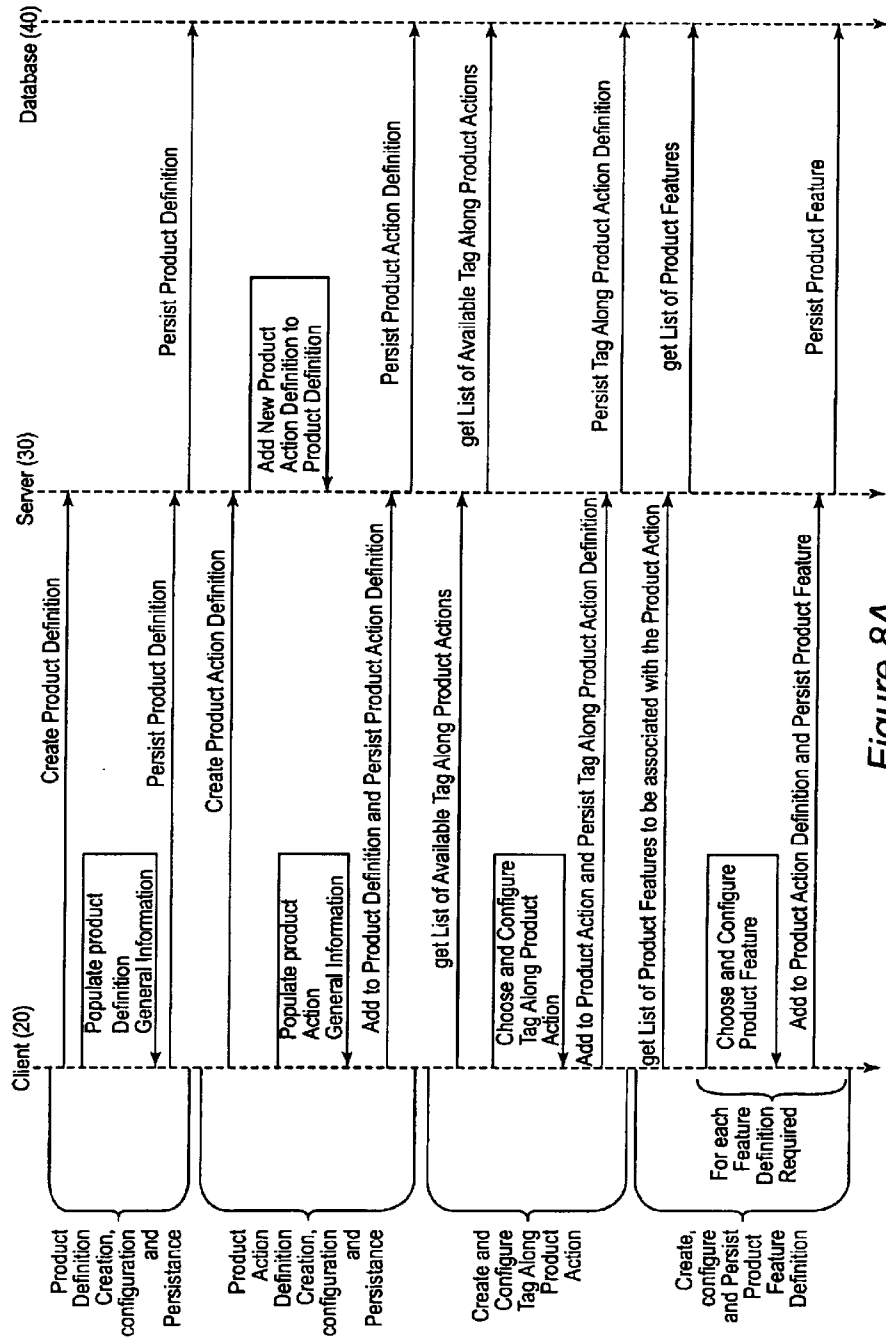 Client (20)
Server (30)
Database (40)
Product
Definition
Creation,
configuration
and
Persistance
Create Product Definition
Populate product
Definition
General Information
Persist Product Definition
Persist Product Definition
Product
Action
Definition
Creation,
configuration
and
Persistance
Create Product Action Definition
Add New Product
Action Definition to
Product Definition
Populate product
Action
General Information
Add to Product Definition and Persist Product Action Definition
Persist Product Action Definition
Create and
Configure
Tag Along
Product
Action
get List of Available Tag Along Product Actions
get List of Available Tag Along Product Actions
Choose and Configure
Tag Along Product
Action
Add to Product Action and Persist Tag Along Product Action Definition
Persist Tag Along Product Action Definition
Create,
configure
and Persist
Product
Feature
Definition
get List of Product Features to be associated with the Product Action
get List of Product Features
For each
Feature
Definition
Required
Choose and Configure
Product Feature
Add to Product Action Definition and Persist Product Feature
Persist Product Feature
Figure 8A